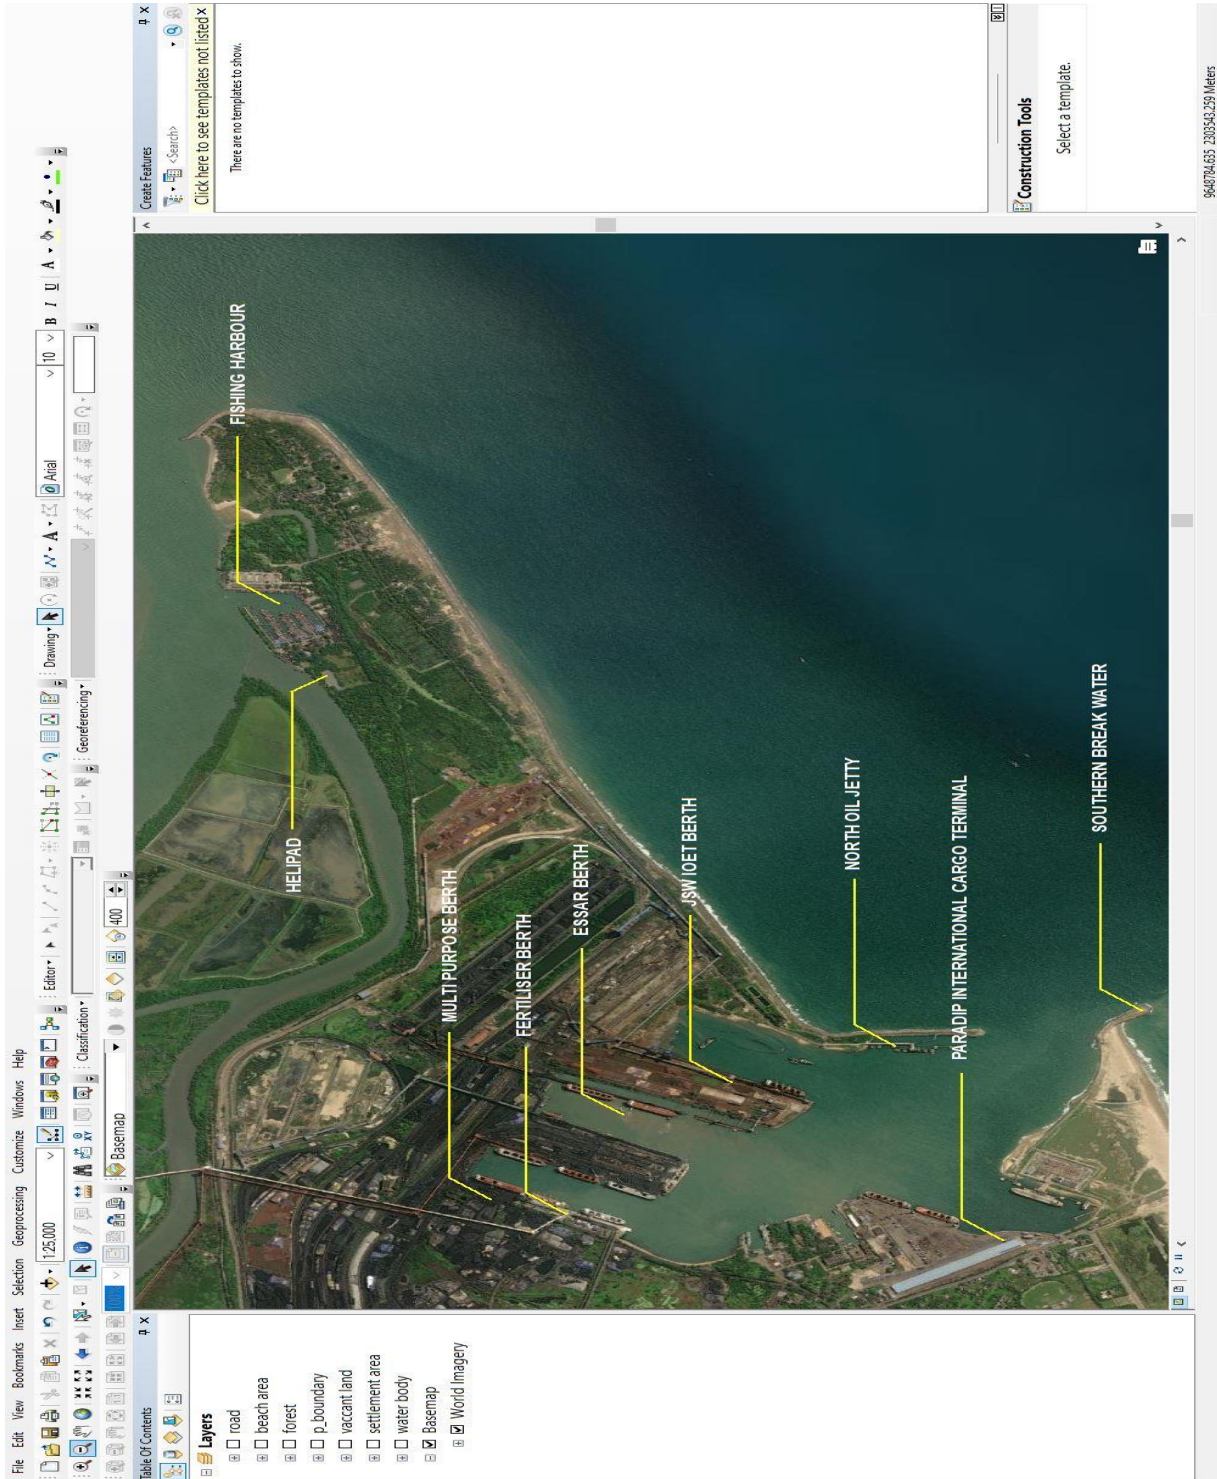 File Edit View Bookmarks Insert Selection Geoprocessing Customize Windows Help
1:25,000
Editor
Drawing
Arial
10
B I U
A
Classification
Georeferencing
Basemap
400
Table Of Contents
Layers
road
beach area
forest
p_boundary
vaccant land
settlement area
water body
Basemap
World Imagery
FISHING HARBOUR
HELIPAD
MULTI PURPOSE BERTH
FERTILISER BERTH
ESSAR BERTH
JSW IOET BERTH
NORTH OIL JETTY
PARADIP INTERNATIONAL CARGO TERMINAL
SOUTHERN BREAK WATER
Create Features
<Search>
Click here to see templates not listed
There are no templates to show.
Construction Tools
Select a template.
9648784.635 2303543.259 Meters